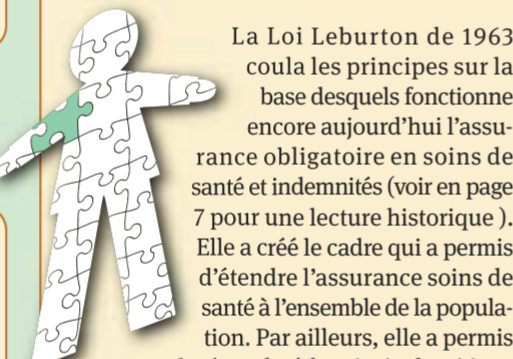 La Loi Leburton de 1963
coula les principes sur la
base desquels fonctionne
encore aujourd’hui l’assu-
rance obligatoire en soins de
santé et indemnités (voir en page
7 pour une lecture historique ).
Elle a créé le cadre qui a permis
d’étendre l’assurance soins de
santé à l’ensemble de la popula-
tion. Par ailleurs, elle a permis